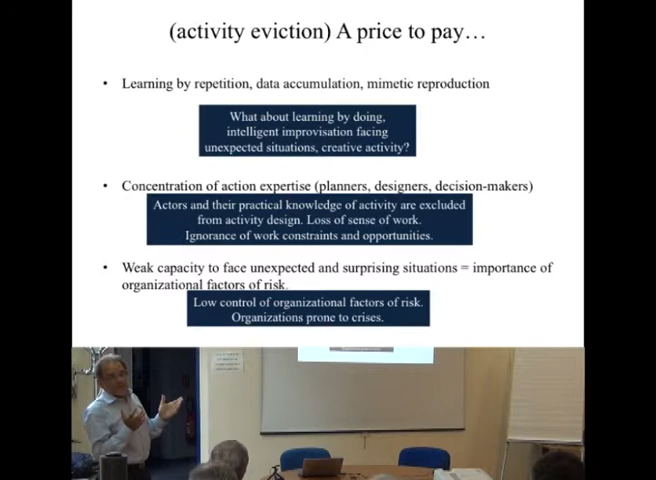 (activity eviction) A price to pay…
• Learning by repetition, data accumulation, mimetic reproduction
What about learning by doing,
intelligent improvisation facing
unexpected situations, creative activity?
• Concentration of action expertise (planners, designers, decision-makers)
Actors and their practical knowledge of activity are excluded
from activity design. Loss of sense of work.
Ignorance of work constraints and opportunities.
• Weak capacity to face unexpected and surprising situations = importance of
organizational factors of risk.
Low control of organizational factors of risk.
Organizations prone to crises.